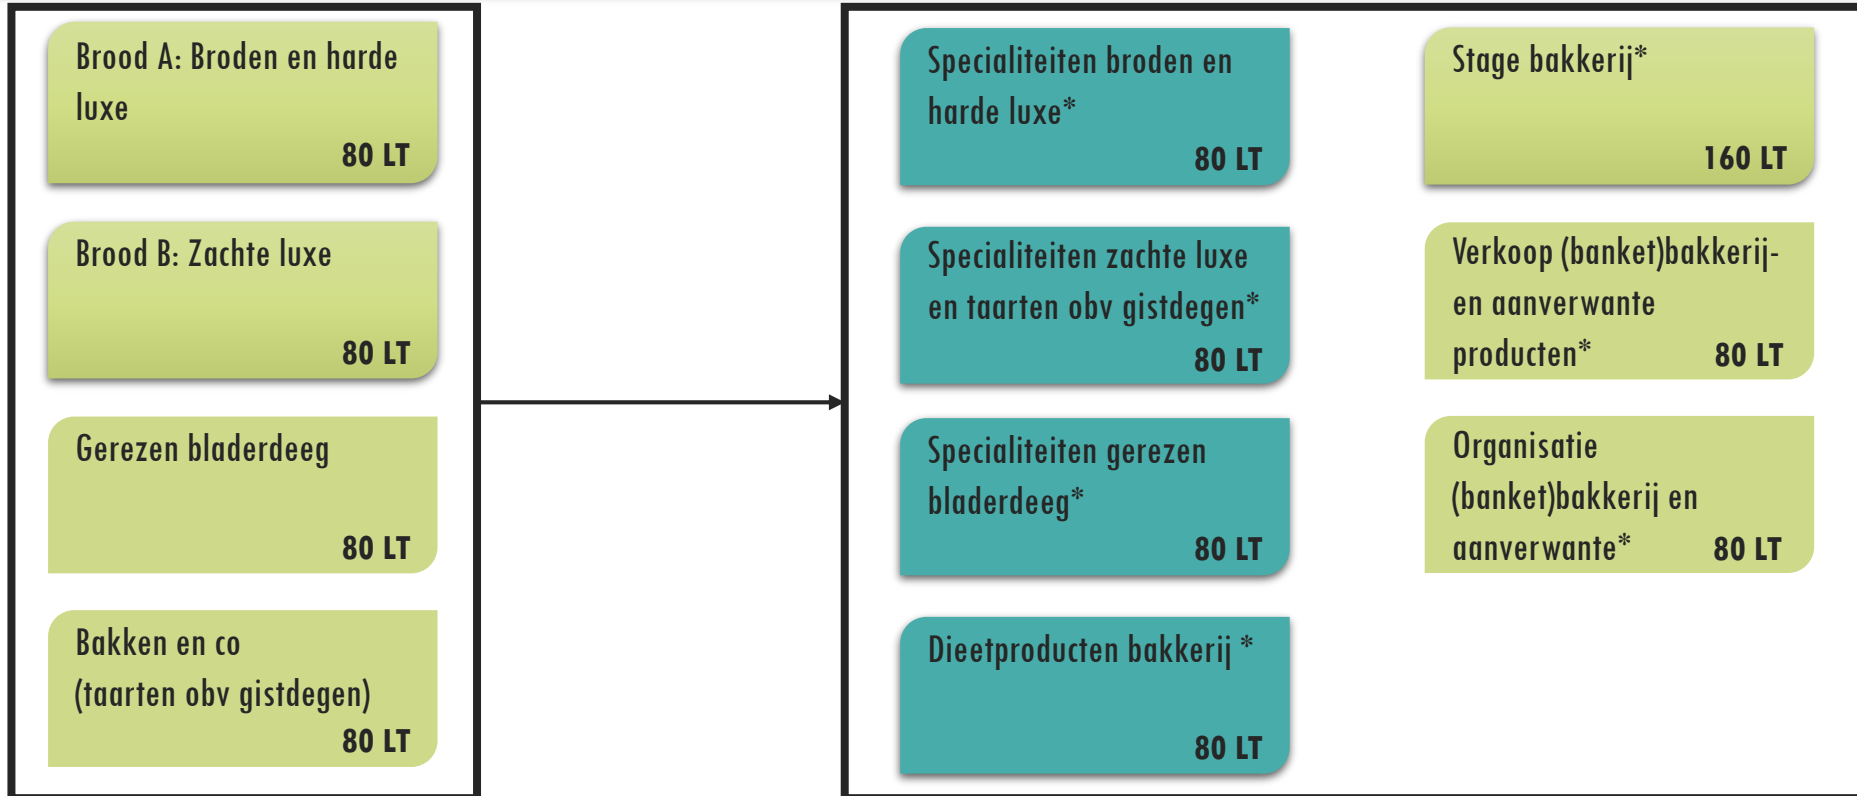 Brood A: Broden en harde
luxe
80 LT
Brood B: Zachte luxe
80 LT
Gerezen bladerdeeg
80 LT
Bakken en co
(taarten obv gistdegen)
80 LT
Specialiteiten broden en
harde luxe*
80 LT
Specialiteiten zachte luxe
en taarten obv gistdegen*
80 LT
Specialiteiten gerezen
bladerdeeg*
80 LT
Dieetproducten bakkerij *
80 LT
Stage bakkerij*
160 LT
Verkoop (banket)bakkerij-
en aanverwante
producten* 80 LT
Organisatie
(banket)bakkerij en
aanverwante* 80 LT